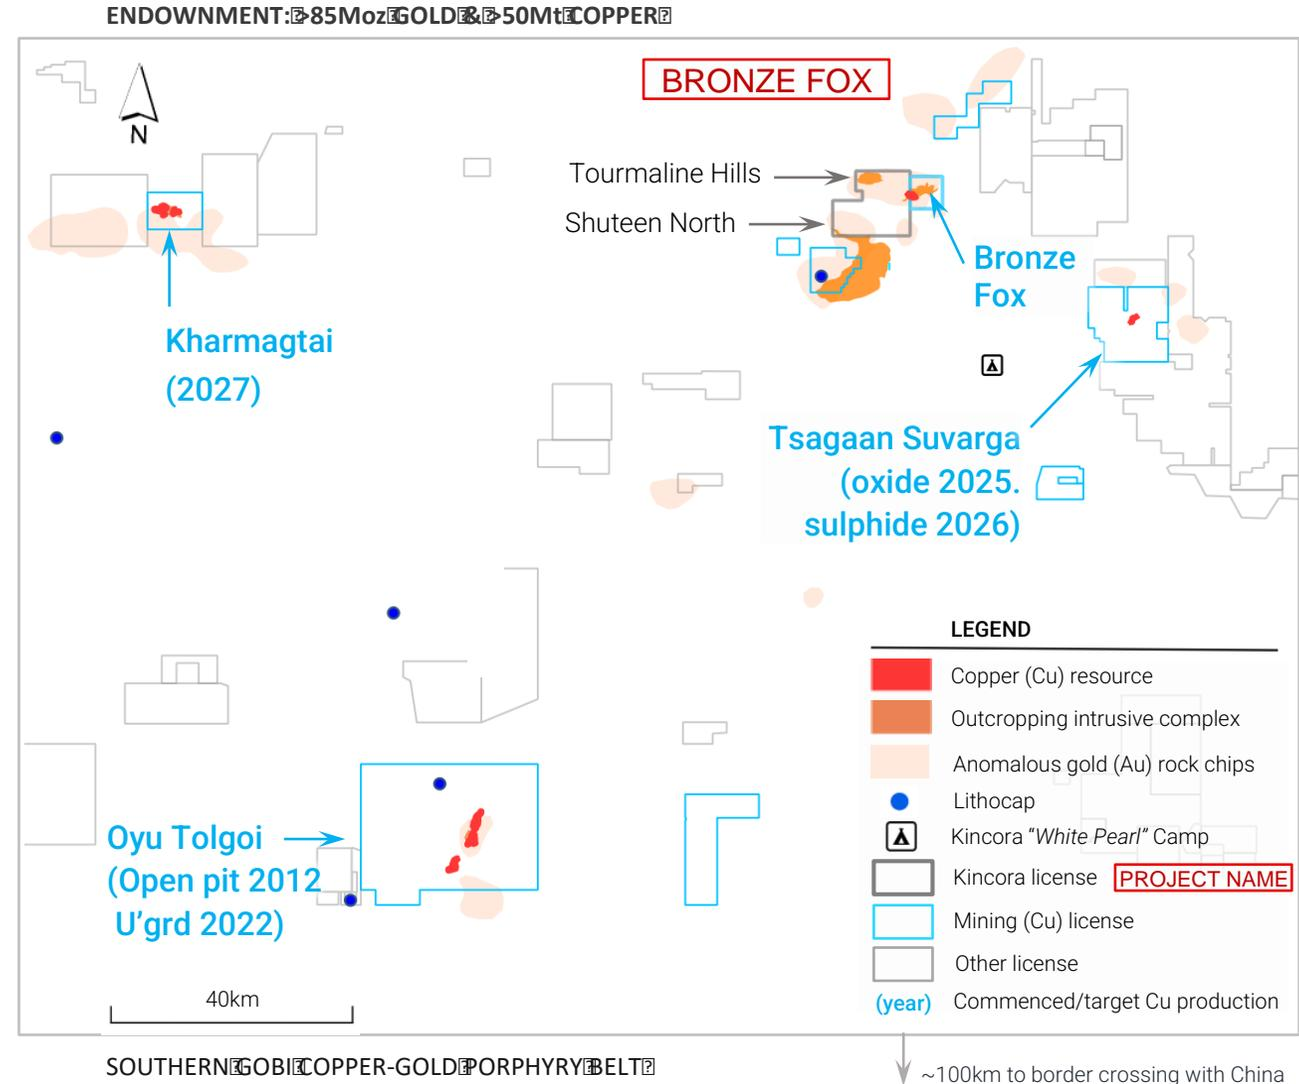 ENDOWNMENT: >85Moz GOLD & >50Mt COPPER
BRONZE FOX
N
Tourmaline Hills
Shuteen North
Bronze
Fox
Kharmagtai
(2027)
Tsagaan Suvarga
(oxide 2025.
sulphide 2026)
LEGEND
Copper (Cu) resource
Outcropping intrusive complex
Anomalous gold (Au) rock chips
Lithocap
Kincora “White Pearl” Camp
Kincora license PROJECT NAME
Mining (Cu) license
Other license
(year) Commenced/target Cu production
Oyu Tolgoi
(Open pit 2012
U’grd 2022)
40km
SOUTHERN GOBI COPPER-GOLD PORPHYRY BELT
~100km to border crossing with China